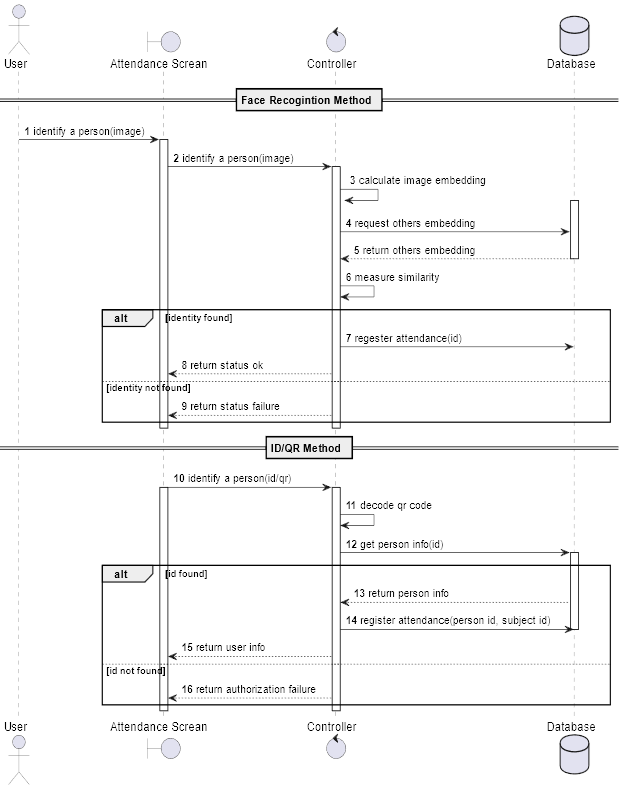 User
Attendance Screan
Controller
Database
Face Recogintion Method
1 identify a person(image)
2 identify a person(image)
3 calculate image embedding
4 request others embedding
5 return others embedding
6 measure similarity
alt
[identity found]
7 regester attendance(id)
8 return status ok
[identity not found]
9 return status failure
ID/QR Method
10 identify a person(id/qr)
11 decode qr code
12 get person info(id)
alt
[id found]
13 return person info
14 register attendance(person id, subject id)
15 return user info
[id not found]
16 return authorization failure
User
Attendance Screan
Controller
Database